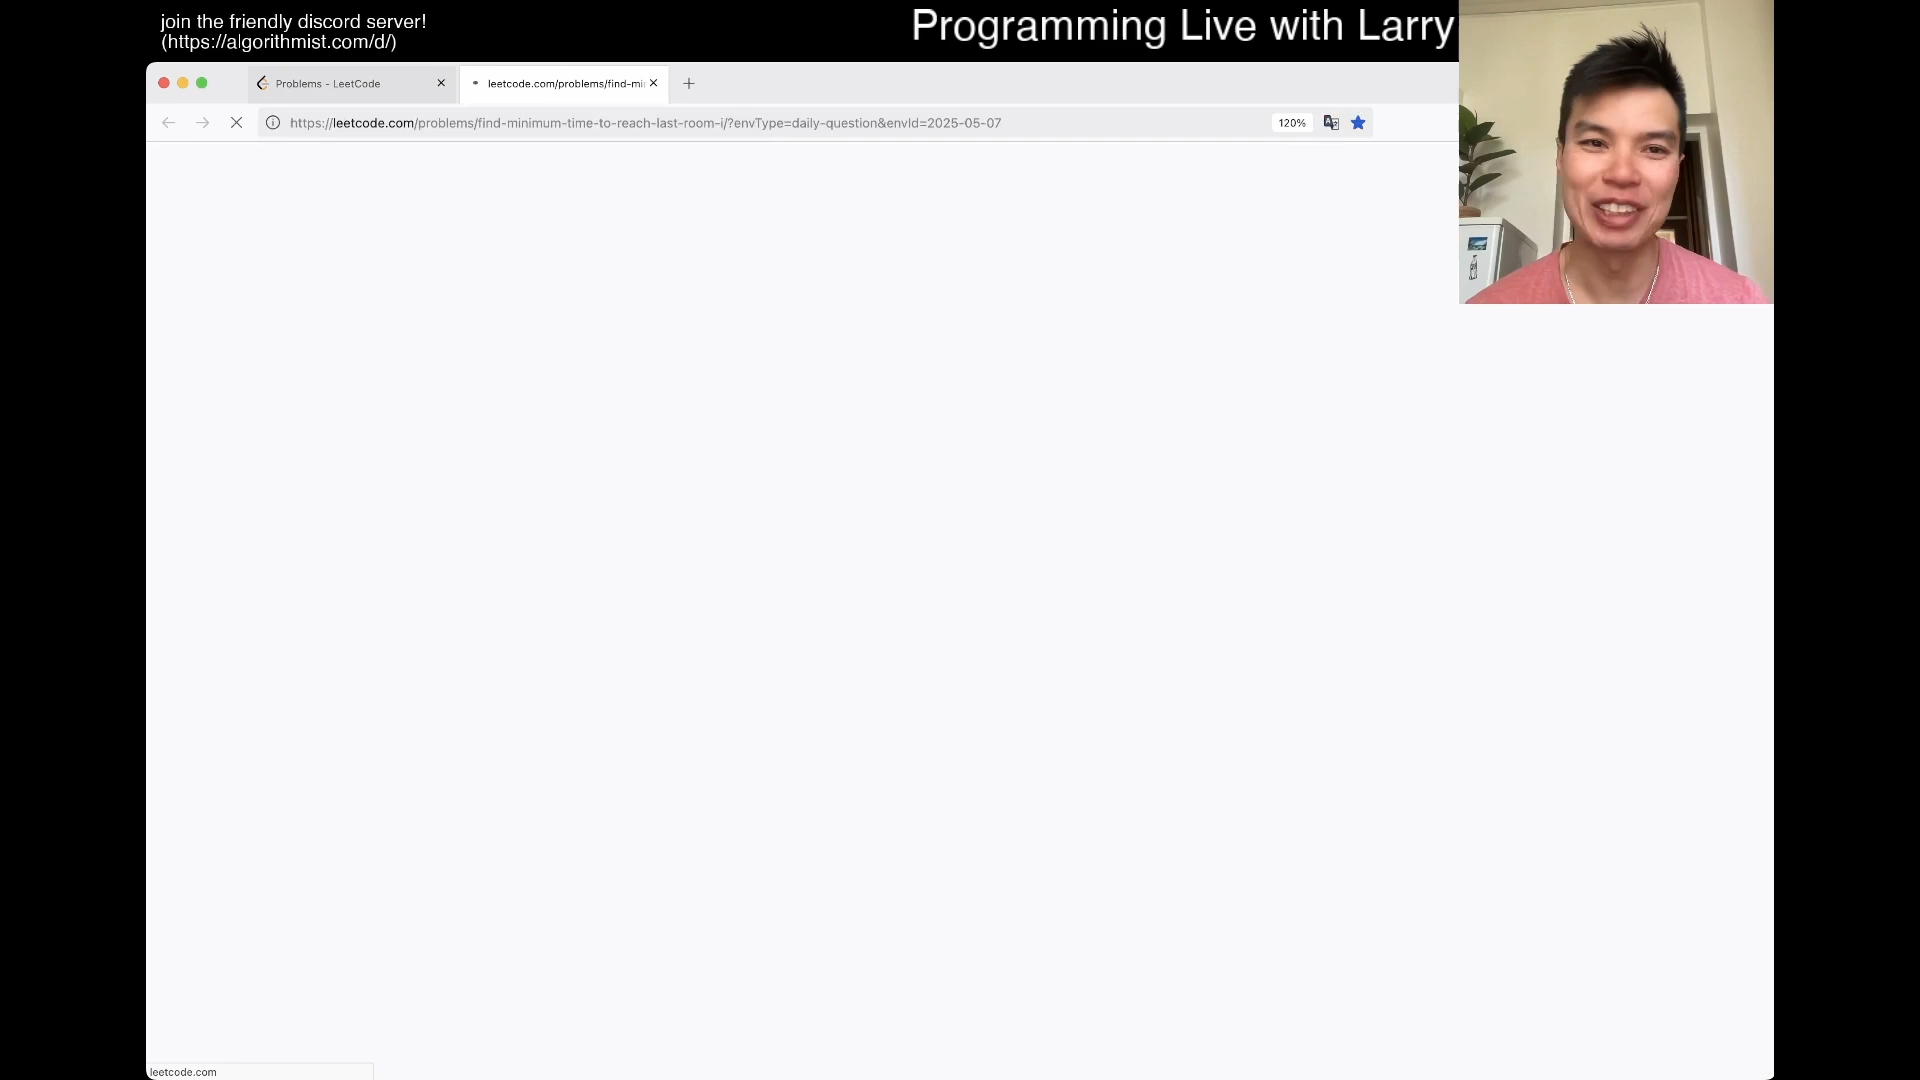 join the friendly discord server!
(https://algorithmist.com/d/)
Programming Live with Larry
Problems - LeetCode
leetcode.com/problems/find-mi
https://leetcode.com/problems/find-minimum-time-to-reach-last-room-i/?envType=daily-question&envId=2025-05-07
120%
leetcode.com